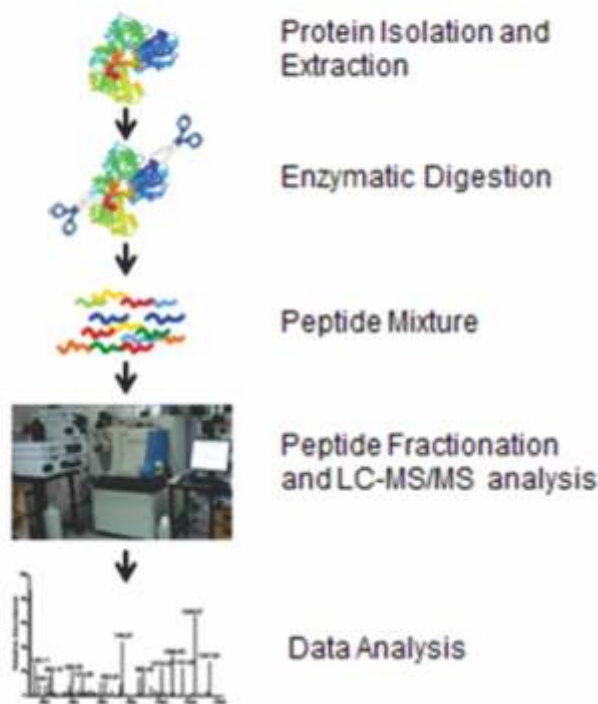 Protein Isolation and
Extraction
Enzymatic Digestion
Peptide Mixture
Peptide Fractionation
and LC-MS/MS analysis
Data Analysis